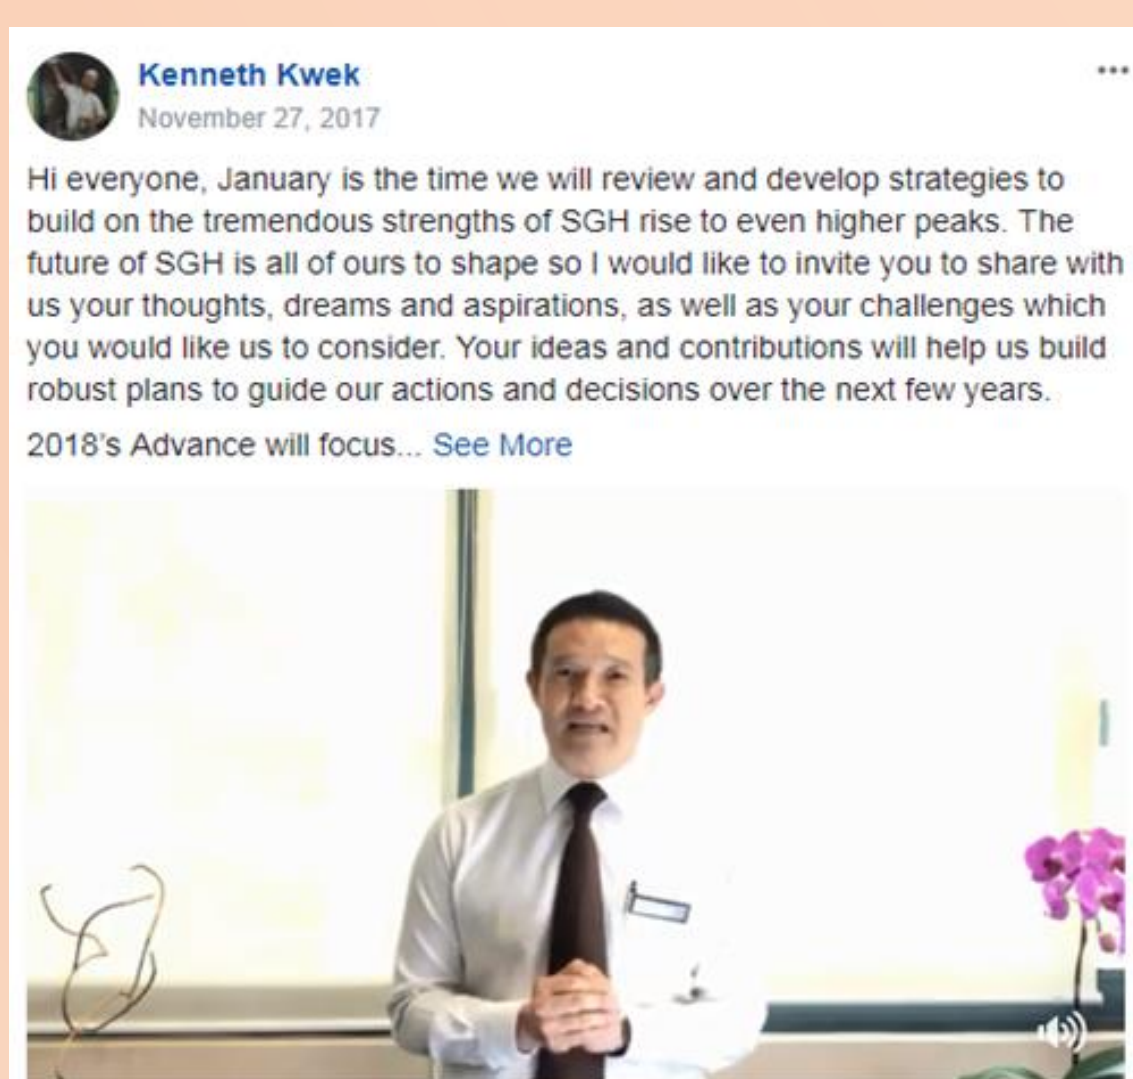 Kenneth Kwek
November 27, 2017
Hi everyone, January is the time we will review and develop strategies to
build on the tremendous strengths of SGH rise to even higher peaks. The
future of SGH is all of ours to shape so I would like to invite you to share with
us your thoughts, dreams and aspirations, as well as your challenges which
you would like us to consider. Your ideas and contributions will help us build
robust plans to guide our actions and decisions over the next few years.
2018's Advance will focus... See More